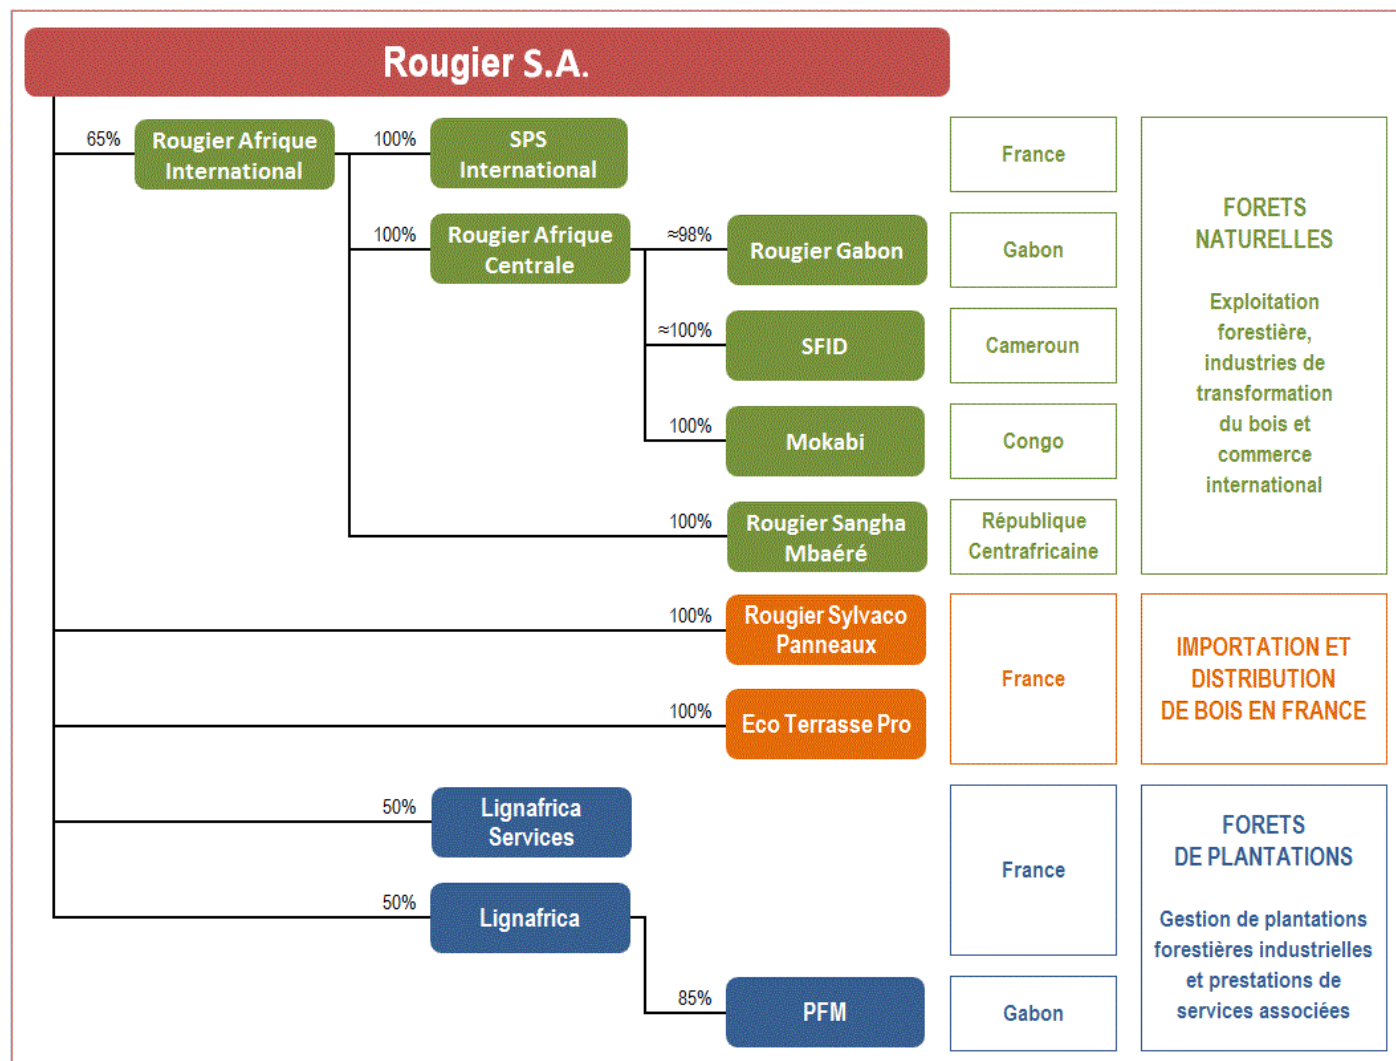 Rougier S.A.
65%
Rougier Afrique
International
100%
SPS
International
France
100%
Rougier Afrique
Centrale
≈98%
Rougier Gabon
Gabon
≈100%
SFID
Cameroun
100%
Mokabi
Congo
100%
Rougier Sangha
Mbaéré
République
Centrafricaine
FORETS
NATURELLES
Exploitation
forestière,
industries de
transformation
du bois et
commerce
international
100%
Rougier Sylvaco
Panneaux
100%
Eco Terrasse Pro
France
IMPORTATION ET
DISTRIBUTION
DE BOIS EN FRANCE
50%
Lignafrica
Services
50%
Lignafrica
France
85%
PFM
Gabon
FORETS
DE PLANTATIONS
Gestion de plantations
forestières industrielles
et prestations de
services associées